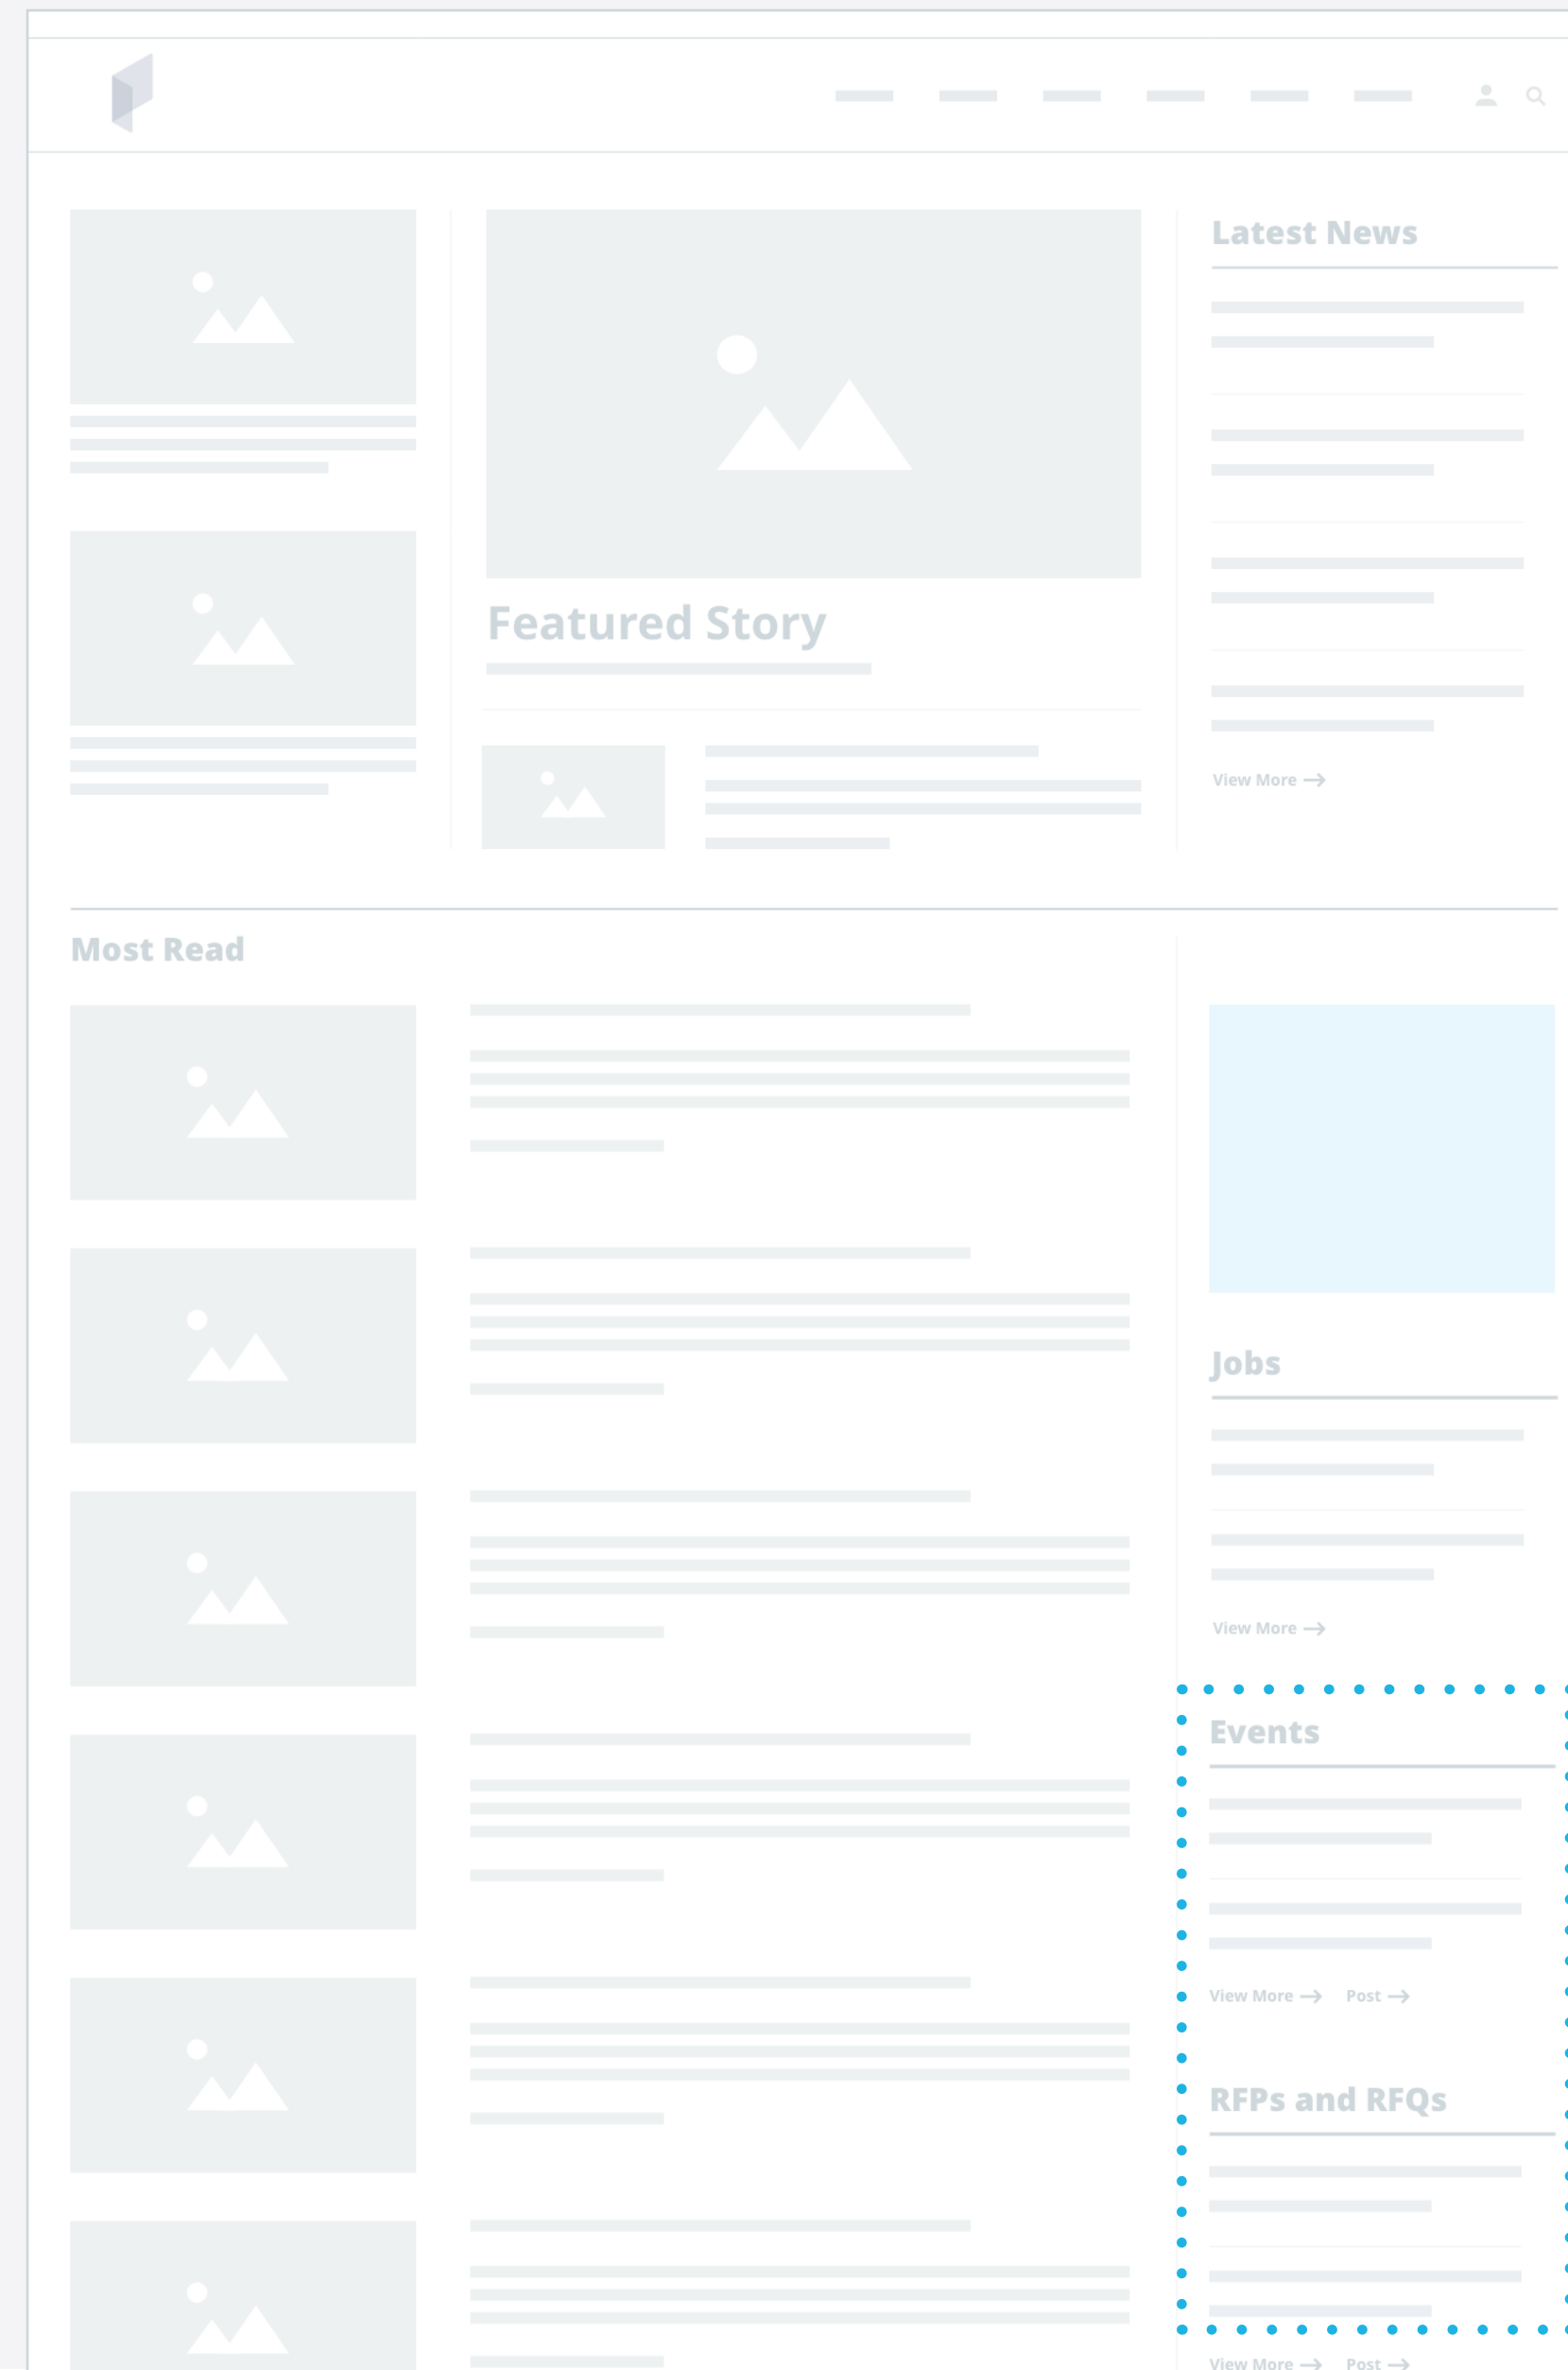 Latest News
Featured Story
View More
Most Read
Jobs
View More
Events
View More Post
RFPs and RFQs
View More Post